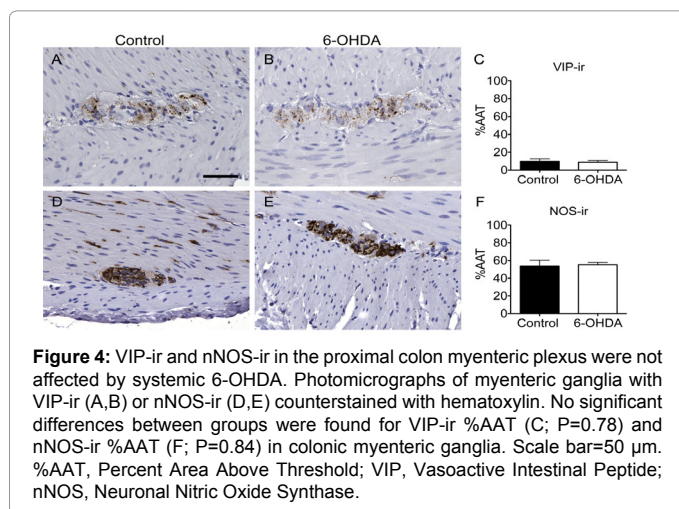 Control
6-OHDA
A
B
C
VIP-ir
100
80
60
40
20
0
%AAT
Control
6-OHDA
D
E
F
NOS-ir
100
80
60
40
20
0
%AAT
Control
6-OHDA
Figure 4: VIP-ir and nNOS-ir in the proximal colon myenteric plexus were not
affected by systemic 6-OHDA. Photomicrographs of myenteric ganglia with
VIP-ir (A,B) or nNOS-ir (D,E) counterstained with hematoxylin. No significant
differences between groups were found for VIP-ir %AAT (C; P=0.78) and
nNOS-ir %AAT (F; P=0.84) in colonic myenteric ganglia. Scale bar=50 µm.
%AAT, Percent Area Above Threshold; VIP, Vasoactive Intestinal Peptide;
nNOS, Neuronal Nitric Oxide Synthase.